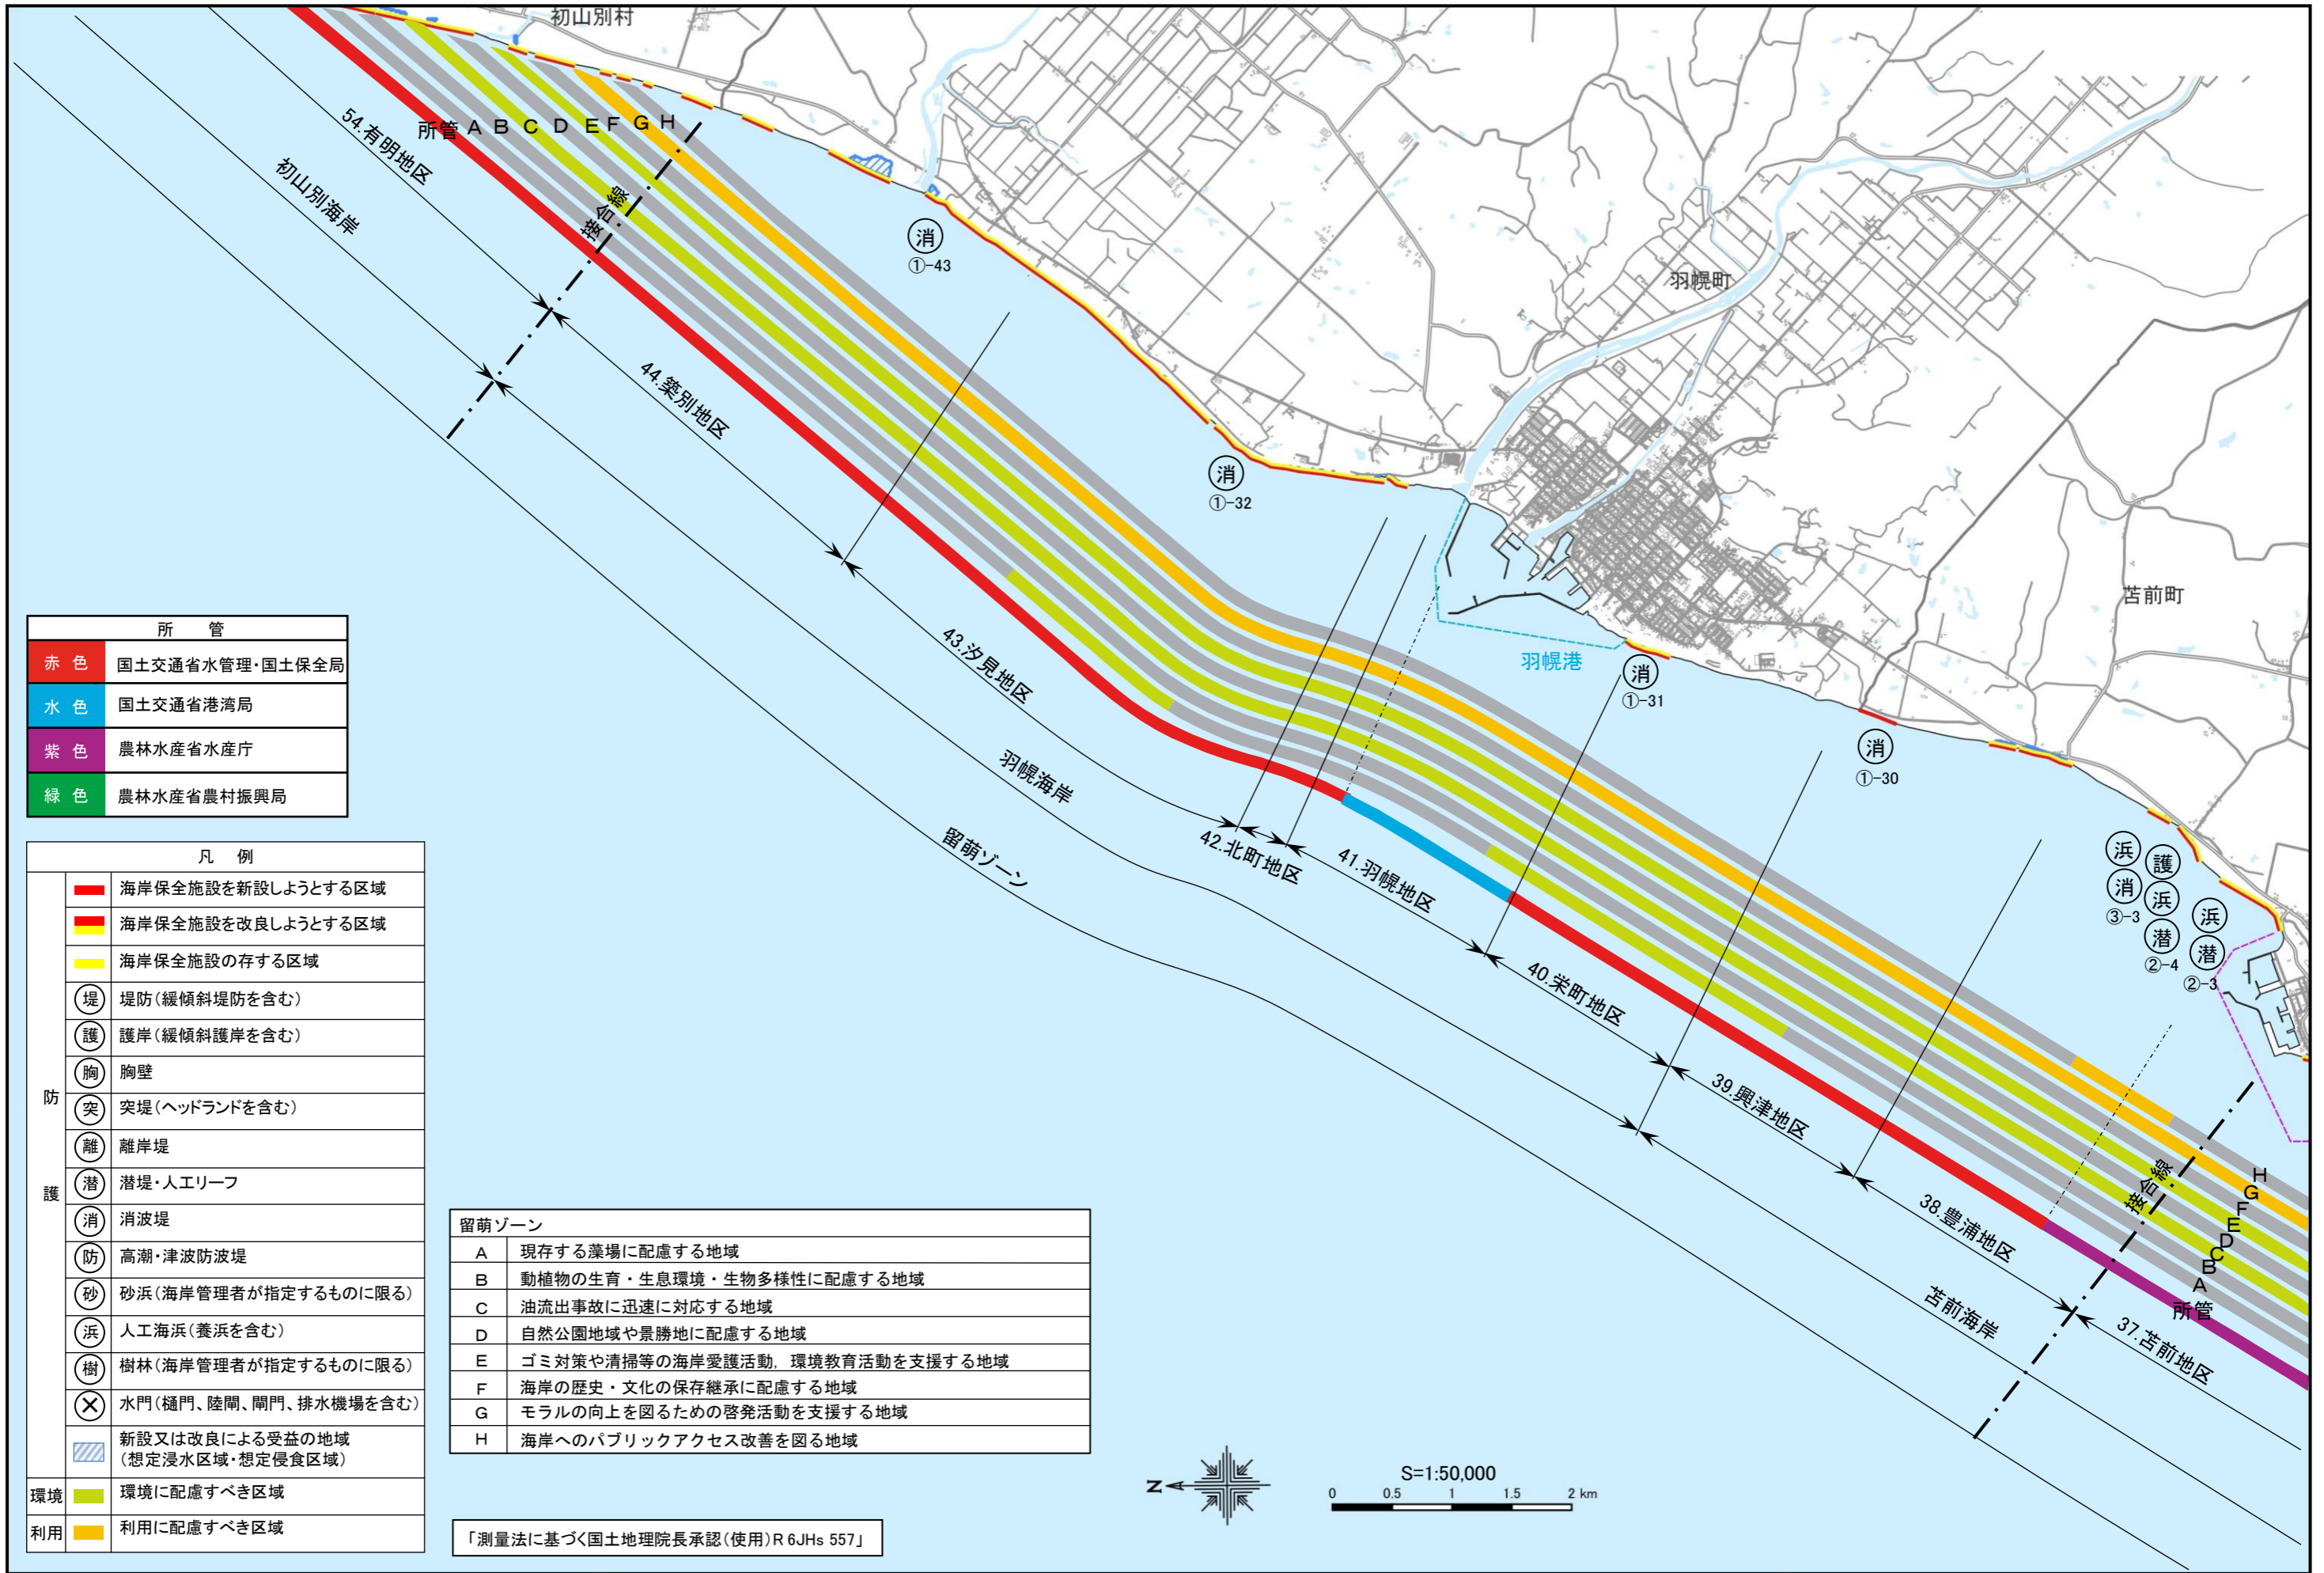 初山別村
54.有明地区
所管 A B C D E F G H
初山別海岸
接合線
消
①-43
羽幌町
44.築別地区
消
①-32
苫前町
羽幌港
消
①-31
43.汐見地区
消
①-30
羽幌海岸
留萌ゾーン
42.北町地区
41.羽幌地区
浜
護
消
浜
③-3
浜
潜
潜
②-4
②-3
40.栄町地区
39.興津地区
38.豊浦地区
接合線
H
G
F
E
D
C
B
A
所管
苫前海岸
37.苫前地区
所 管
赤 色 国土交通省水管理・国土保全局
水 色 国土交通省港湾局
紫 色 農林水産省水産庁
緑 色 農林水産省農村振興局
凡 例
防護
海岸保全施設を新設しようとする区域
海岸保全施設を改良しようとする区域
海岸保全施設の存する区域
堤 堤防(緩傾斜堤防を含む)
護 護岸(緩傾斜護岸を含む)
胸 胸壁
突 突堤(ヘッドランドを含む)
離 離岸堤
潜 潜堤・人工リーフ
消 消波堤
防 高潮・津波防波堤
砂 砂浜(海岸管理者が指定するものに限る)
浜 人工海浜(養浜を含む)
樹 樹林(海岸管理者が指定するものに限る)
水門(樋門、陸閘、閘門、排水機場を含む)
新設又は改良による受益の地域
(想定浸水区域・想定侵食区域)
環境 環境に配慮すべき区域
利用 利用に配慮すべき区域
留萌ゾーン
A 現存する藻場に配慮する地域
B 動植物の生育・生息環境・生物多様性に配慮する地域
C 油流出事故に迅速に対応する地域
D 自然公園地域や景勝地に配慮する地域
E ゴミ対策や清掃等の海岸愛護活動,環境教育活動を支援する地域
F 海岸の歴史・文化の保存継承に配慮する地域
G モラルの向上を図るための啓発活動を支援する地域
H 海岸へのパブリックアクセス改善を図る地域
「測量法に基づく国土地理院長承認(使用)R 6JHs 557」
N
S=1:50,000
0 0.5 1 1.5 2 km